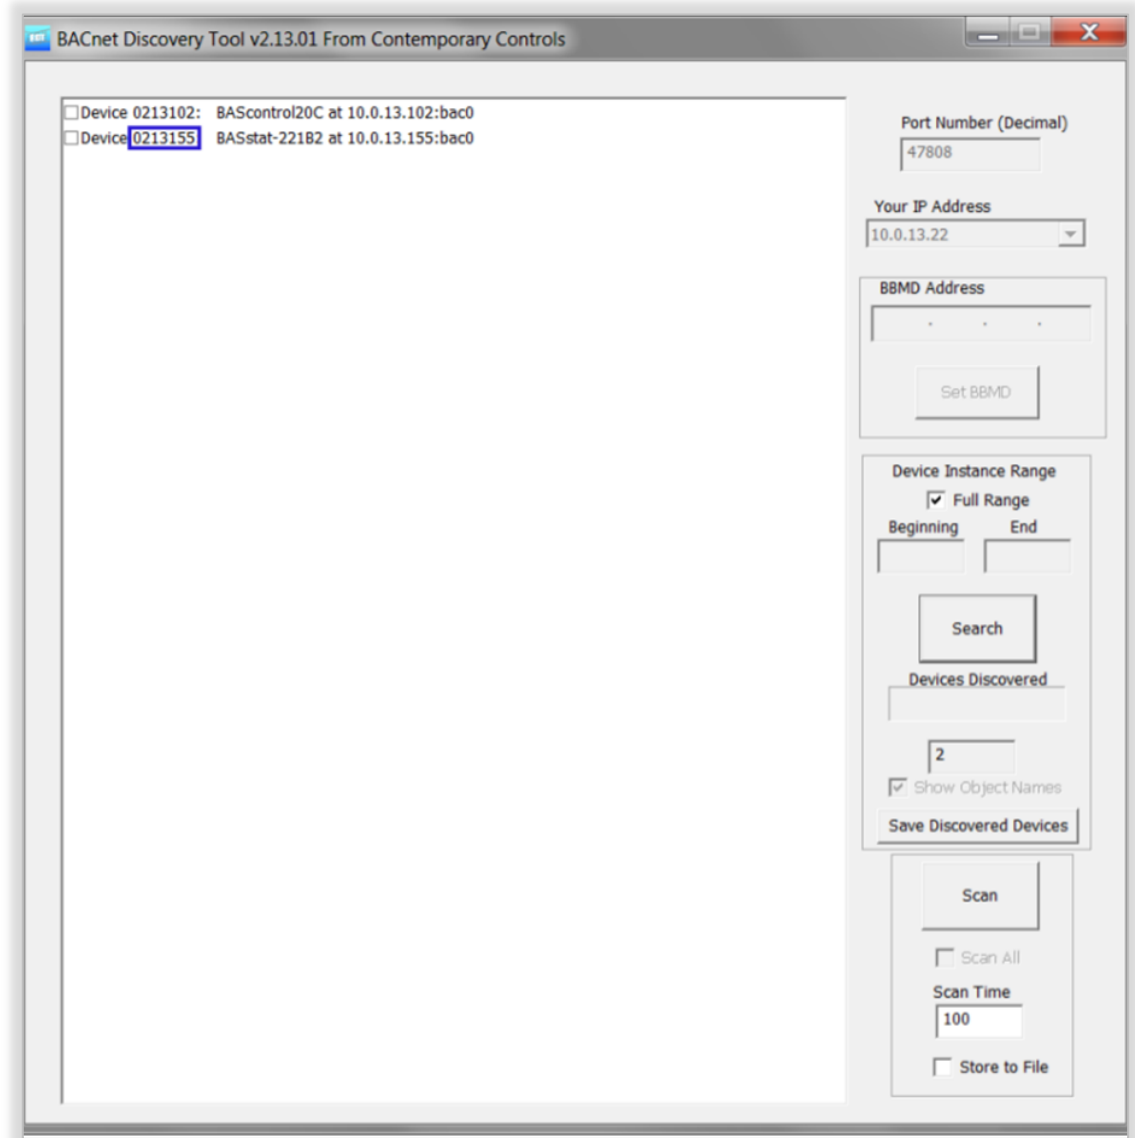 BACnet Discovery Tool v2.13.01 From Contemporary Controls
Device 0213102: BAScontrol20C at 10.0.13.102:bac0
Device 0213155 BASstat-221B2 at 10.0.13.155:bac0
Port Number (Decimal)
47808
Your IP Address
10.0.13.22
BBMD Address
. . .
Set BBMD
Device Instance Range
Full Range
Beginning End
Search
Devices Discovered
2
Show Object Names
Save Discovered Devices
Scan
Scan All
Scan Time
100
Store to File